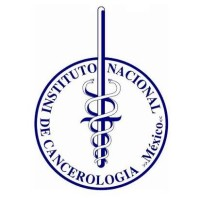 INSTITUTO NACIONAL
DE CANCEROLOGIA
México